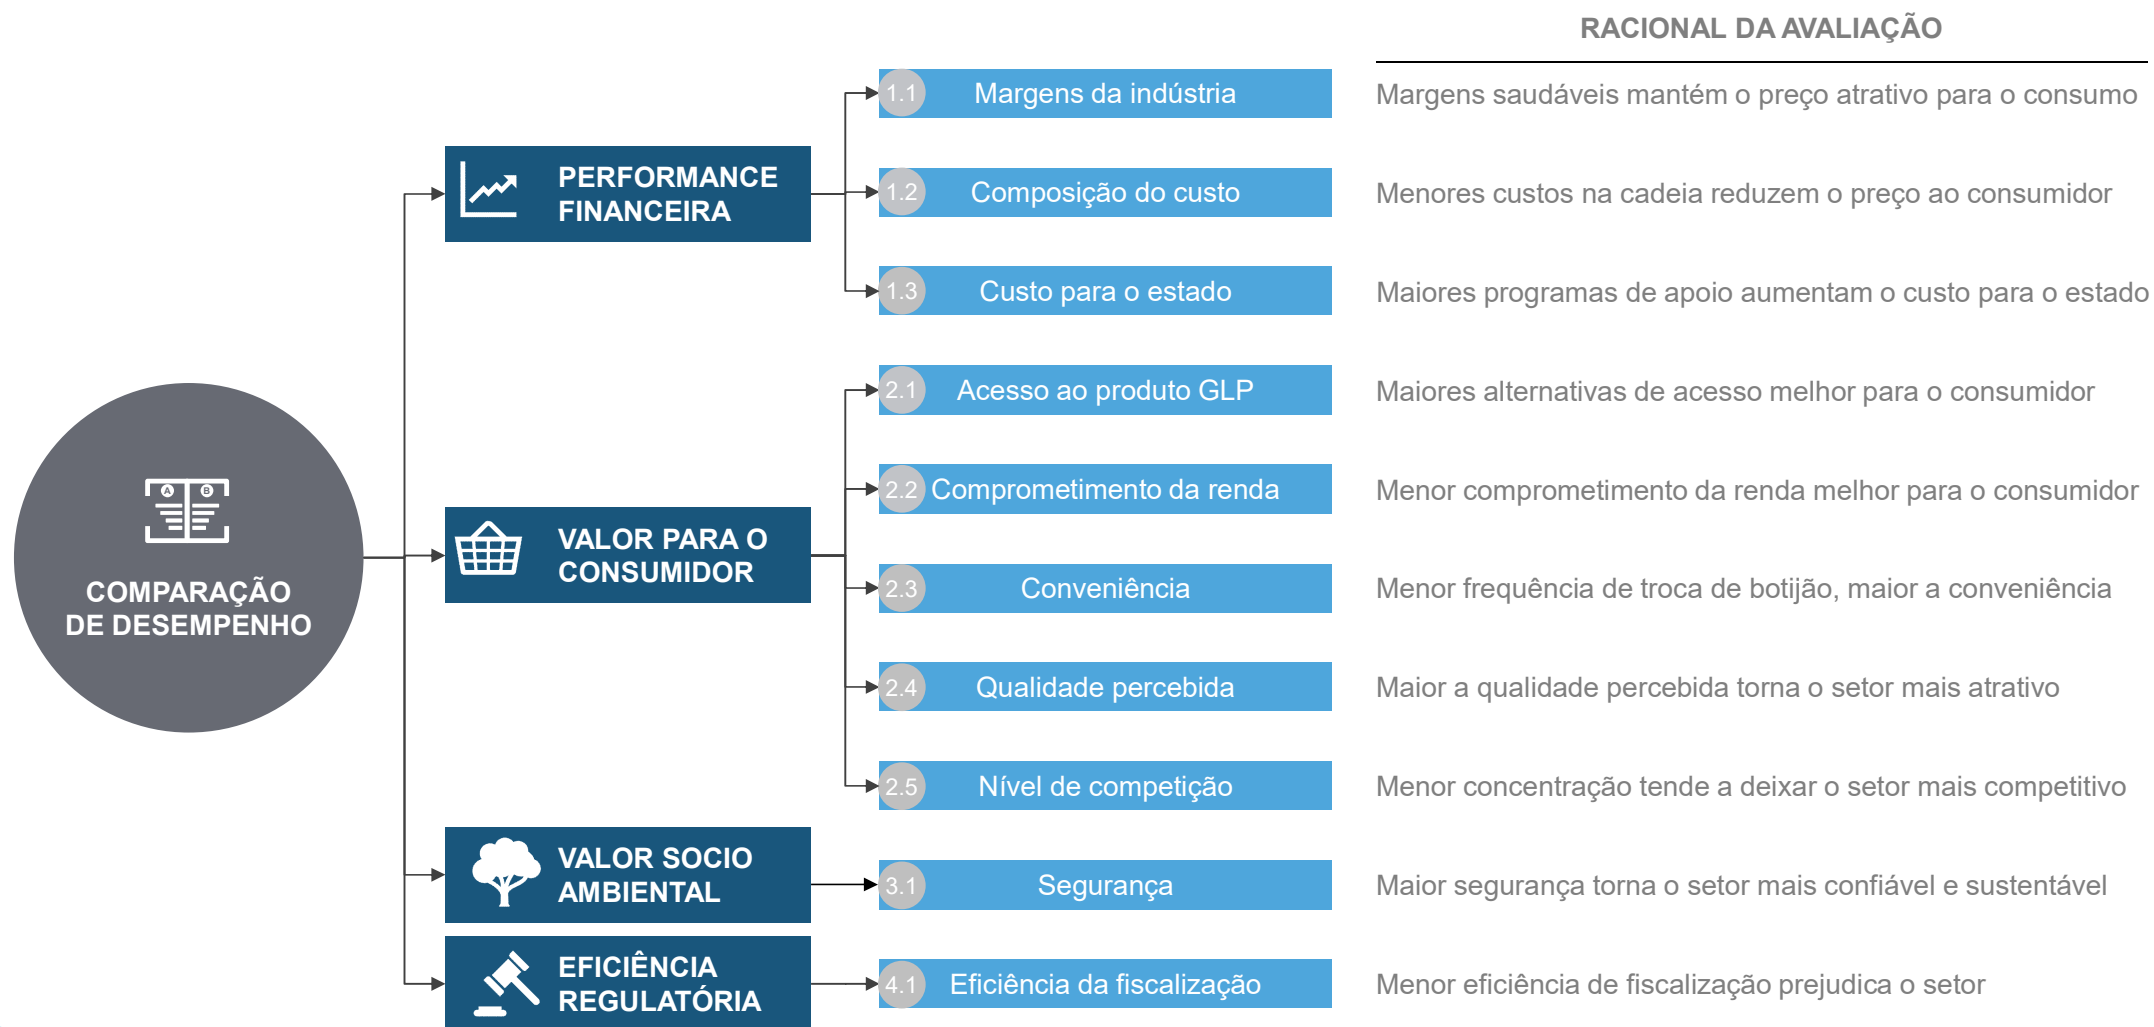 RACIONAL DA AVALIAÇÃO
COMPARAÇÃO
DE DESEMPENHO
A B
PERFORMANCE
FINANCEIRA
1.1 Margens da indústria
Margens saudáveis mantém o preço atrativo para o consumo
1.2 Composição do custo
Menores custos na cadeia reduzem o preço ao consumidor
1.3 Custo para o estado
Maiores programas de apoio aumentam o custo para o estado
VALOR PARA O
CONSUMIDOR
2.1 Acesso ao produto GLP
Maiores alternativas de acesso melhor para o consumidor
2.2 Comprometimento da renda
Menor comprometimento da renda melhor para o consumidor
2.3 Conveniência
Menor frequência de troca de botijão, maior a conveniência
2.4 Qualidade percebida
Maior a qualidade percebida torna o setor mais atrativo
2.5 Nível de competição
Menor concentração tende a deixar o setor mais competitivo
VALOR SOCIO
AMBIENTAL
3.1 Segurança
Maior segurança torna o setor mais confiável e sustentável
EFICIÊNCIA
REGULATÓRIA
4.1 Eficiência da fiscalização
Menor eficiência de fiscalização prejudica o setor